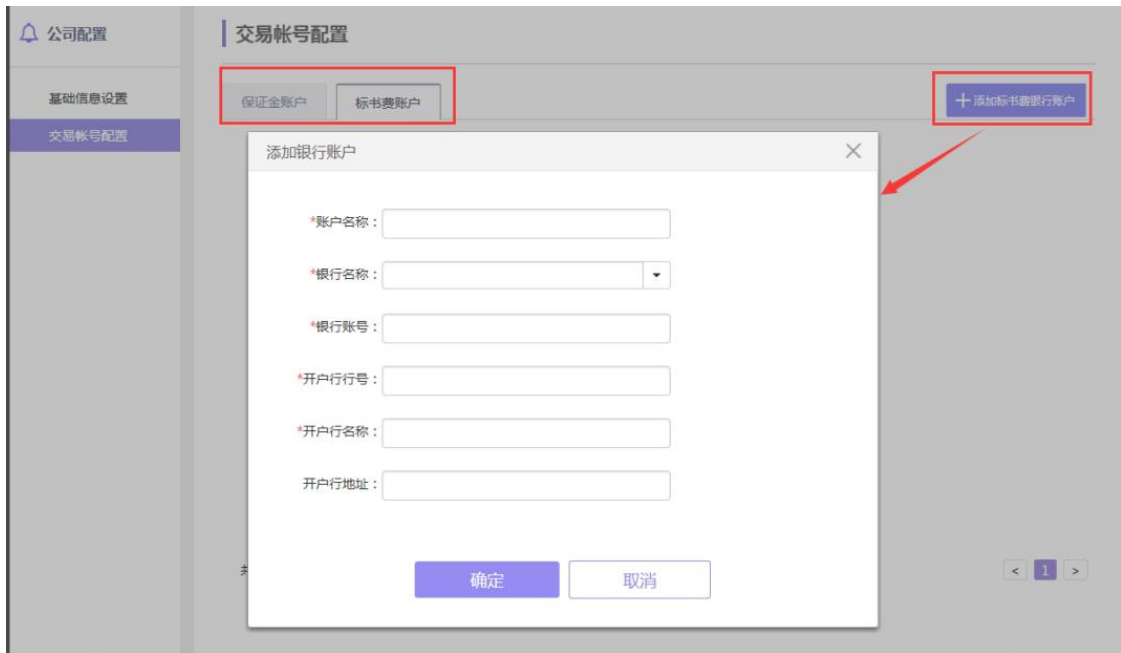 公司配置
交易帐号配置
基础信息设置
交易帐号配置
保证金账户
标书费账户
添加标书费银行账户
添加银行账户
*账户名称：
*银行名称：
*银行账号：
*开户行行号：
*开户行名称：
开户行地址：
确定
取消
< 1 >